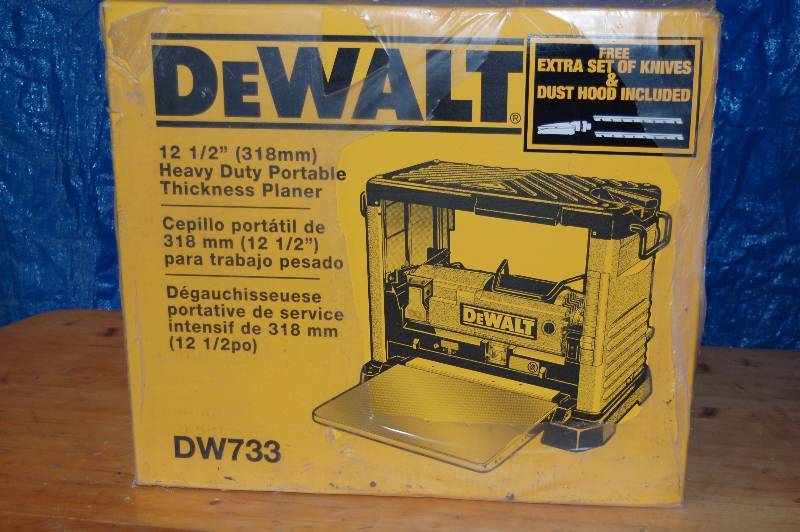 DEWALT®
FREE
EXTRA SET OF KNIVES
&
DUST HOOD INCLUDED
12 1/2" (318mm)
Heavy Duty Portable
Thickness Planer
Cepillo portátil de
318 mm (12 1/2")
para trabajo pesado
Dégauchisseuese
portative de service
intensif de 318 mm
(12 1/2po)
DEWALT
®
DW733